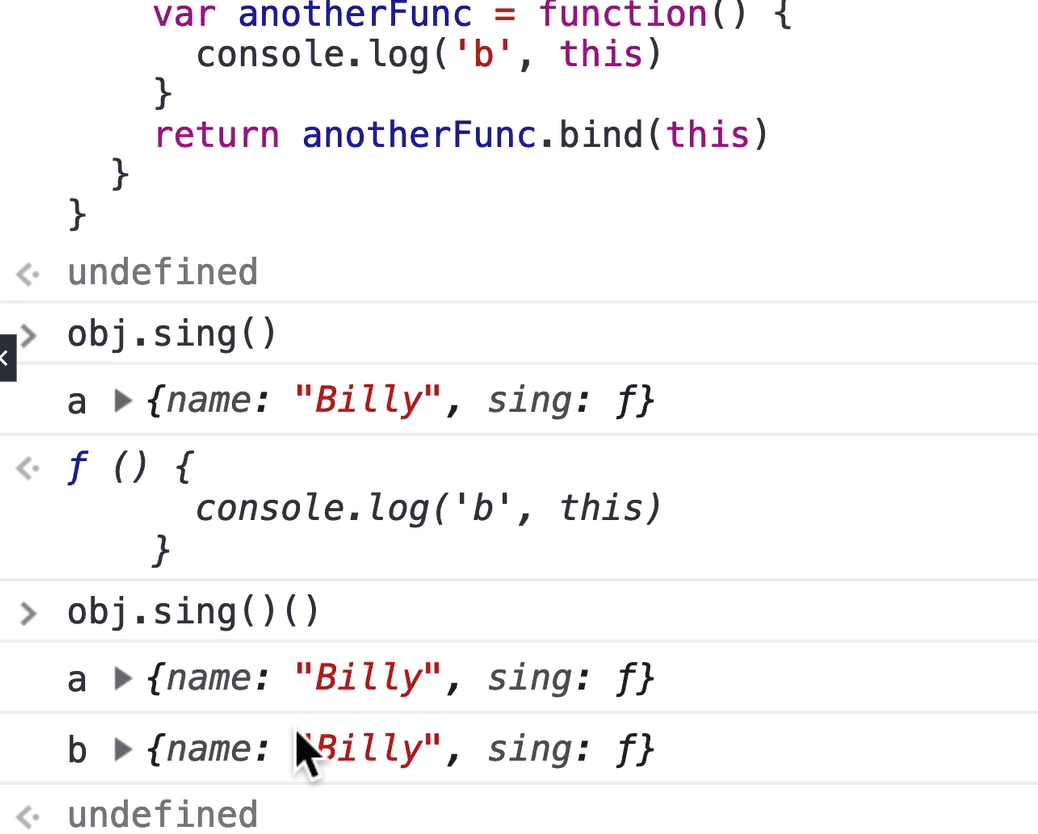 var anotherFunc = function() {
console.log('b', this)
}
return anotherFunc.bind(this)
}
}
undefined
obj.sing()
a ▶{name: "Billy", sing: f}
f () {
console.log('b', this)
}
obj.sing()()
a ▶{name: "Billy", sing: f}
b ▶{name: "Billy", sing: f}
undefined